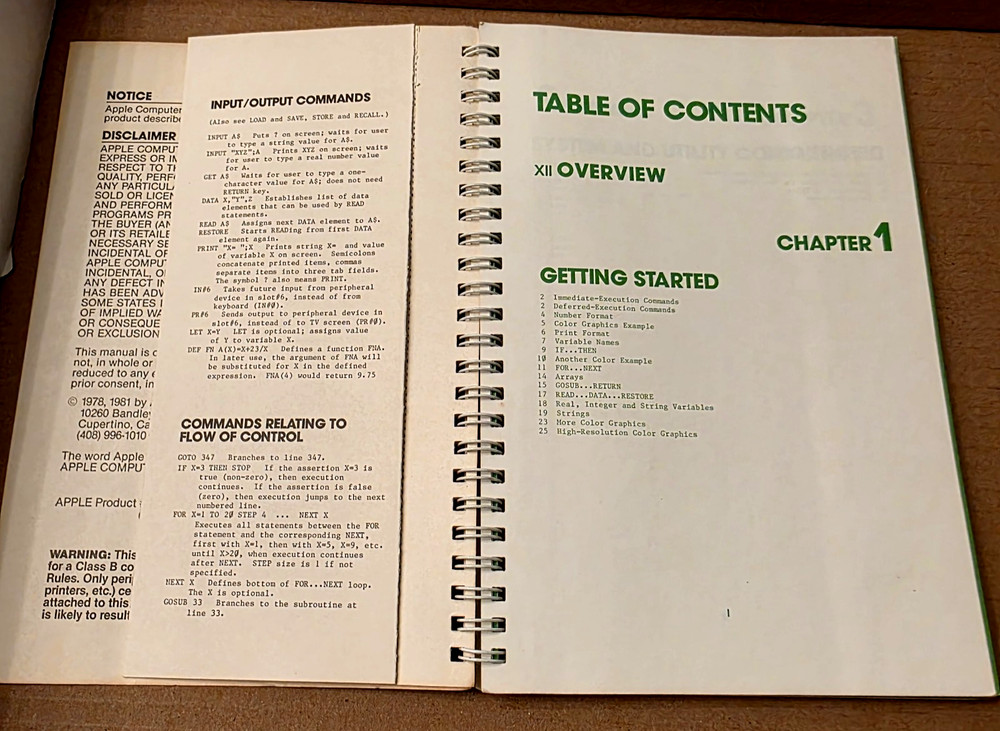 NOTICE
Apple Computer
product describe
DISCLAIMER
APPLE COMPUT
EXPRESS OR IM
RESPECT TO TH
QUALITY, PERF
ANY PARTICUL
SOLD OR LICEN
AND PERFORM
PROGRAMS PR
THE BUYER (AN
OR ITS RETAILE
NECESSARY SE
INCIDENTAL OF
APPLE COMPU
INCIDENTAL, O
ANY DEFECT IN
HAS BEEN ADV
SOME STATES
OF IMPLIED WA
OR CONSEQUE
OR EXCLUSION
This manual is c
not, in whole or
reduced to any e
prior consent, in
© 1978, 1981 by
10260 Bandley
Cupertino, Ca
(408) 996-1010
The word Apple
APPLE COMPUT
APPLE Product
WARNING: This
for a Class B co
Rules. Only peri
printers, etc.) ce
attached to this
is likely to result
INPUT/OUTPUT COMMANDS
(Also see LOAD and SAVE, STORE and RECALL.)
INPUT A$ Puts ? on screen; waits for user
to type a string value for A$.
INPUT "XYZ";A Prints XYZ on screen; waits
for user to type a real number value
for A.
GET A$ Waits for user to type a one-
character value for A$; does not need
RETURN key.
DATA X,"Y",Z Establishes list of data
elements that can be used by READ
statements.
READ A$ Assigns next DATA element to A$.
RESTORE Starts READing from first DATA
element again.
PRINT "X= ";X Prints string X= and value
of variable X on screen. Semicolons
concatenate printed items, commas
separate items into three tab fields.
The symbol ? also means PRINT.
IN#6 Takes future input from peripheral
device in slot#6, instead of from
keyboard (IN#0).
PR#6 Sends output to peripheral device in
slot#6, instead of to TV screen (PR#0).
LET X=Y LET is optional; assigns value
of Y to variable X.
DEF FN A(X)=X+23/X Defines a function FNA.
In later use, the argument of FNA will
be substituted for X in the defined
expression. FNA(4) would return 9.75
COMMANDS RELATING TO
FLOW OF CONTROL
GOTO 347 Branches to line 347.
IF X=3 THEN STOP If the assertion X=3 is
true (non-zero), then execution
continues. If the assertion is false
(zero), then execution jumps to the next
numbered line.
FOR X=1 TO 20 STEP 4 ... NEXT X
Executes all statements between the FOR
statement and the corresponding NEXT,
first with X=1, then with X=5, X=9, etc.
until X>20, when execution continues
after NEXT. STEP size is 1 if not
specified.
NEXT X Defines bottom of FOR...NEXT loop.
The X is optional.
GOSUB 33 Branches to the subroutine at
line 33.
TABLE OF CONTENTS
XII OVERVIEW
CHAPTER 1
GETTING STARTED
2 Immediate-Execution Commands
2 Deferred-Execution Commands
4 Number Format
5 Color Graphics Example
6 Print Format
7 Variable Names
9 IF...THEN
10 Another Color Example
11 FOR...NEXT
14 Arrays
15 GOSUB...RETURN
17 READ...DATA...RESTORE
18 Real, Integer and String Variables
19 Strings
23 More Color Graphics
25 High-Resolution Color Graphics